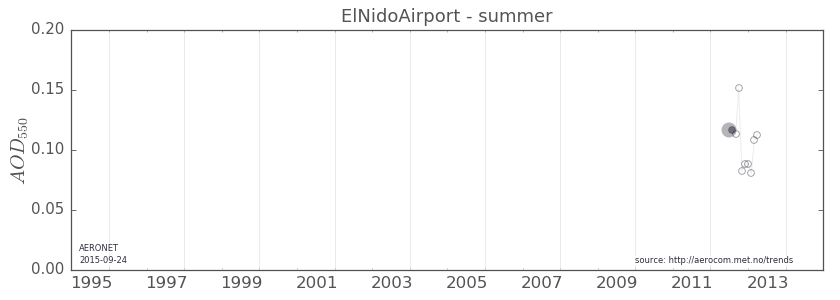 ElNidoAirport - summer
0.20
0.15
0.10
0.05
0.00
AOD550
AERONET
2015-09-24
source: http://aerocom.met.no/trends
1995 1997 1999 2001 2003 2005 2007 2009 2011 2013